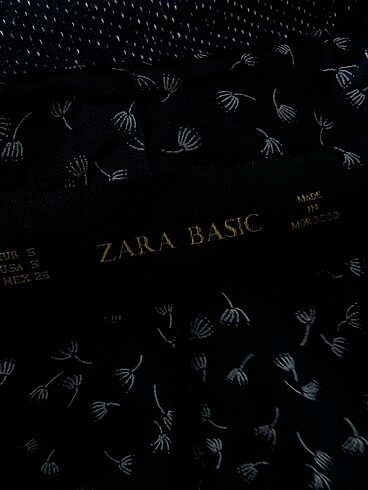 EUR S
USA S
MEX 26
ZARA BASIC
MADE
IN
MOROCCO